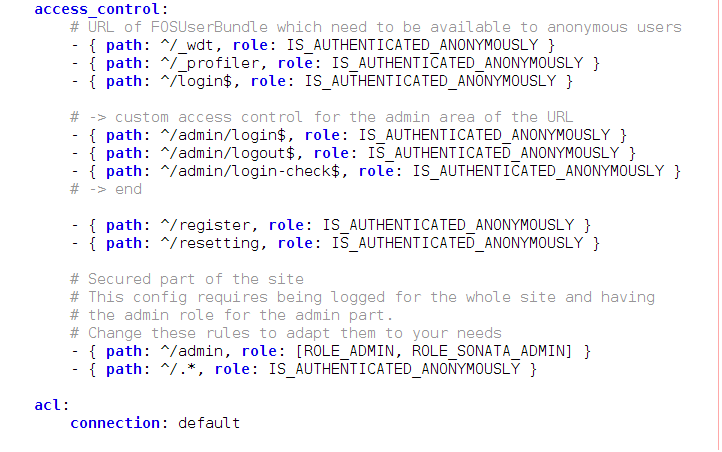 access_control:
# URL of FOSUserBundle which need to be available to anonymous users
- { path: ^/_wdt, role: IS_AUTHENTICATED_ANONYMOUSLY }
- { path: ^/_profiler, role: IS_AUTHENTICATED_ANONYMOUSLY }
- { path: ^/login$, role: IS_AUTHENTICATED_ANONYMOUSLY }
# -> custom access control for the admin area of the URL
- { path: ^/admin/login$, role: IS_AUTHENTICATED_ANONYMOUSLY }
- { path: ^/admin/logout$, role: IS_AUTHENTICATED_ANONYMOUSLY }
- { path: ^/admin/login-check$, role: IS_AUTHENTICATED_ANONYMOUSLY }
# -> end
- { path: ^/register, role: IS_AUTHENTICATED_ANONYMOUSLY }
- { path: ^/resetting, role: IS_AUTHENTICATED_ANONYMOUSLY }
# Secured part of the site
# This config requires being logged for the whole site and having
# the admin role for the admin part.
# Change these rules to adapt them to your needs
- { path: ^/admin, role: [ROLE_ADMIN, ROLE_SONATA_ADMIN] }
- { path: ^/.*, role: IS_AUTHENTICATED_ANONYMOUSLY }
acl:
connection: default